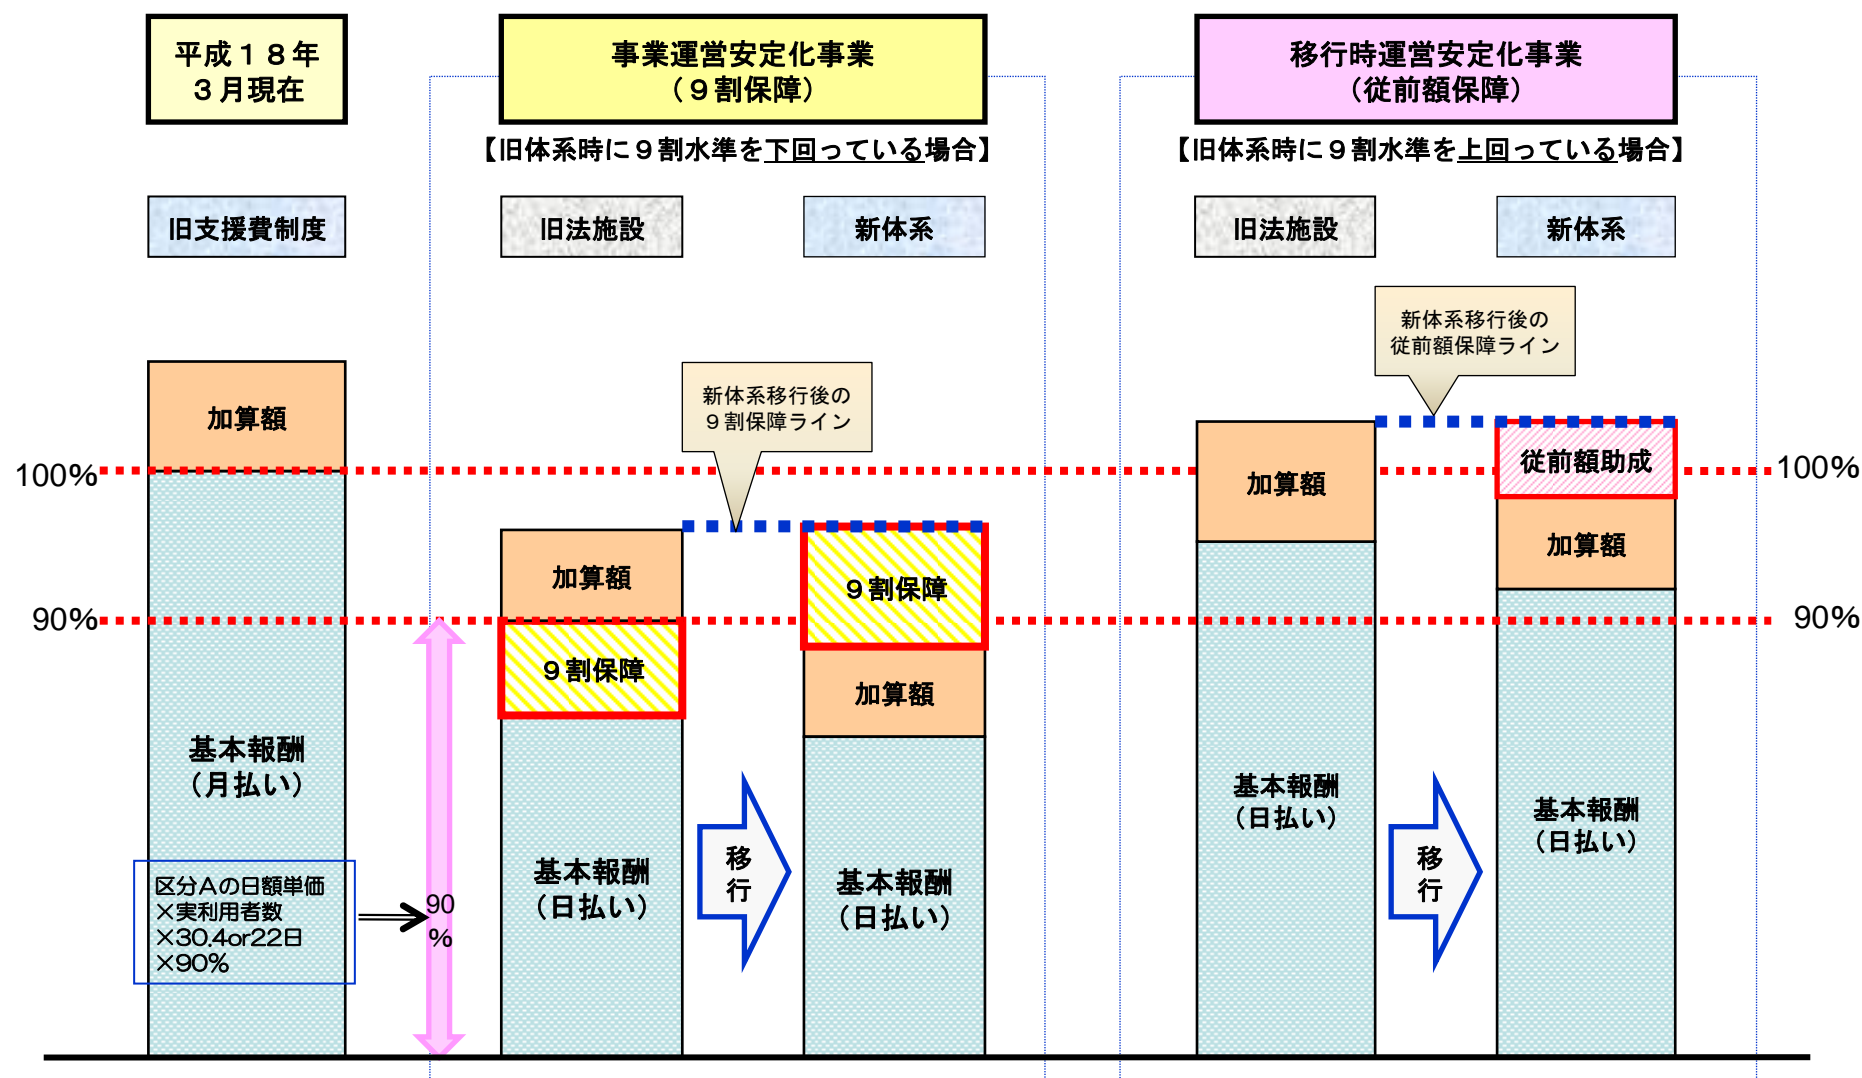 平成１８年
３月現在
事業運営安定化事業
（９割保障）
移行時運営安定化事業
（従前額保障）
【旧体系時に９割水準を下回っている場合】
【旧体系時に９割水準を上回っている場合】
旧支援費制度
旧法施設
新体系
旧法施設
新体系
新体系移行後の
従前額保障ライン
新体系移行後の
９割保障ライン
加算額
加算額
従前額助成
100%
100%
加算額
加算額
９割保障
90%
90%
９割保障
加算額
基本報酬
（月払い）
基本報酬
（日払い）
基本報酬
（日払い）
基本報酬
（日払い）
基本報酬
（日払い）
移
行
移
行
区分Ａの日額単価
×実利用者数
×30.4or22日
×90%
90
%